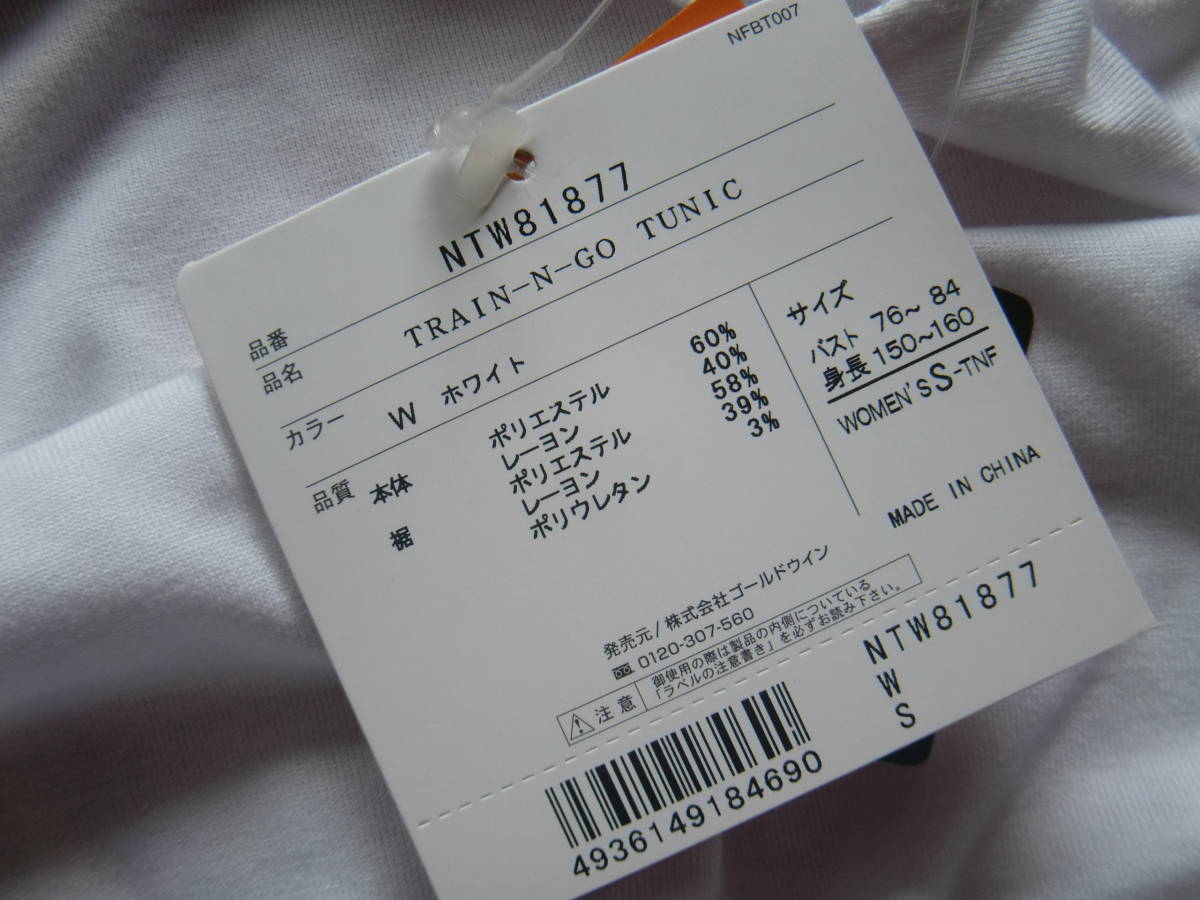 NFBT007
品番 NTW81877
品名 TRAIN-N-GO TUNIC
カラー W ホワイト
品質 本体 ポリエステル 60%
レーヨン 40%
裾 ポリエステル 58%
レーヨン 39%
ポリウレタン 3%
サイズ
バスト 76~ 84
身長 150~160
WOMEN'S S-TNF
MADE IN CHINA
発売元/株式会社ゴールドウイン
0120-307-560
注意 御使用の際は製品の内側についている
「ラベルの注意書き」を必ずお読み下さい。
NTW81877
W
S
4936149184690